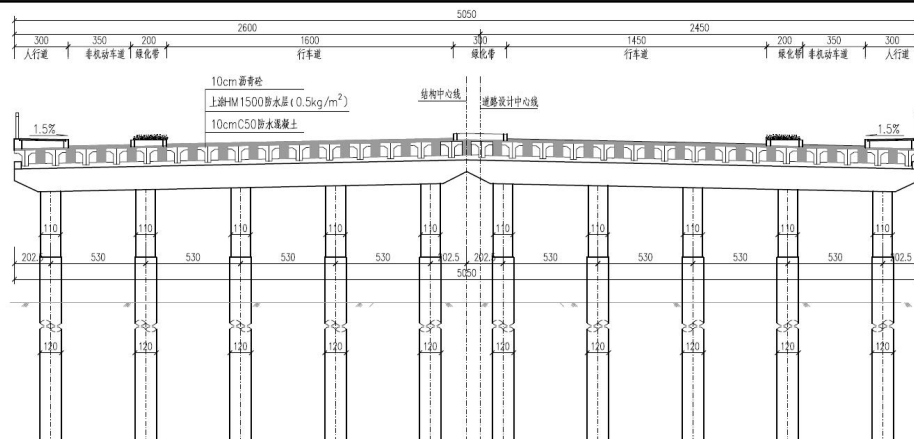 5050
2600 2450
300 350 200 1600 300 1450 200 350 300
人行道 非机动车道 绿化带 行车道 绿化带 行车道 绿化带 非机动车道 人行道
10cm沥青砼
上涂HM1500防水层(0.5kg/m²)
10cmC50防水混凝土
结构中心线 道路设计中心线
1.5% 1.5%
110 110 110 110 110 110 110 110 110 110
202.5 530 530 530 530 202.5 202.5 530 530 530 530 202.5
5050
120 120 120 120 120 120 120 120 120 120